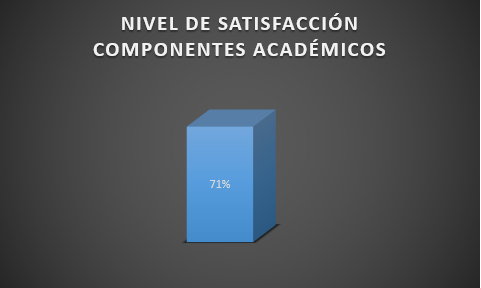 NIVEL DE SATISFACCIÓN
COMPONENTES ACADÉMICOS
71%